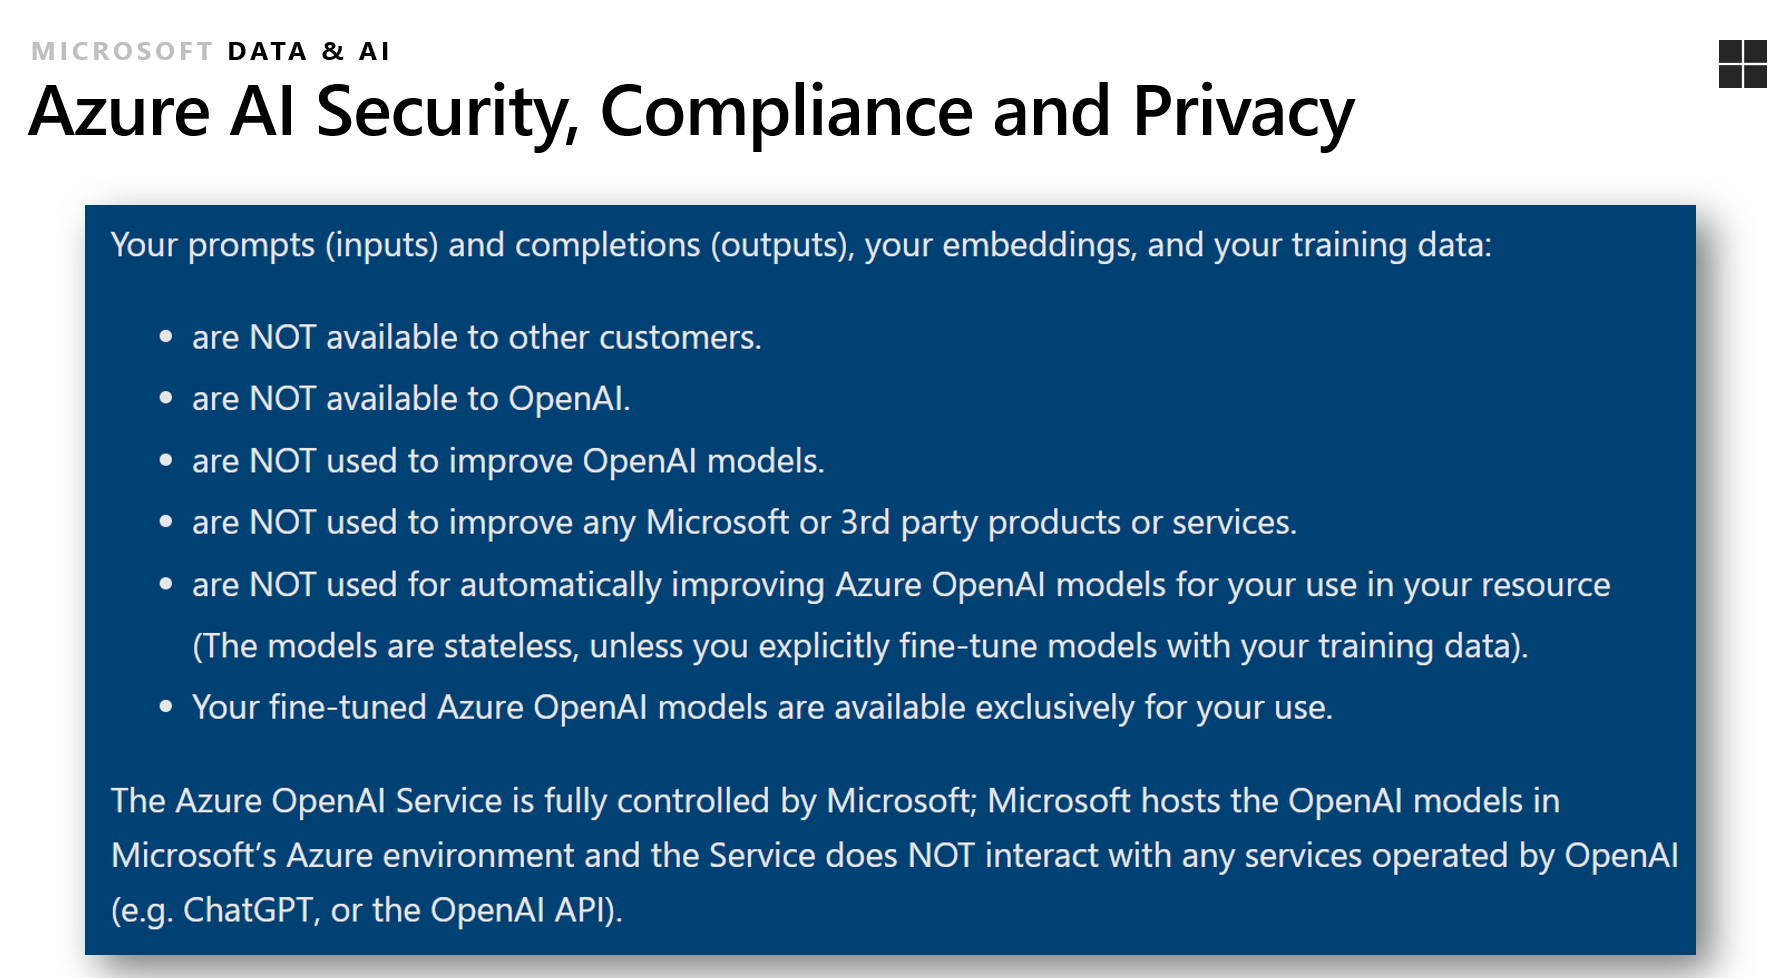 MICROSOFT DATA & AI
Azure AI Security, Compliance and Privacy
Your prompts (inputs) and completions (outputs), your embeddings, and your training data:
• are NOT available to other customers.
• are NOT available to OpenAI.
• are NOT used to improve OpenAI models.
• are NOT used to improve any Microsoft or 3rd party products or services.
• are NOT used for automatically improving Azure OpenAI models for your use in your resource
(The models are stateless, unless you explicitly fine-tune models with your training data).
• Your fine-tuned Azure OpenAI models are available exclusively for your use.
The Azure OpenAI Service is fully controlled by Microsoft; Microsoft hosts the OpenAI models in
Microsoft’s Azure environment and the Service does NOT interact with any services operated by OpenAI
(e.g. ChatGPT, or the OpenAI API).